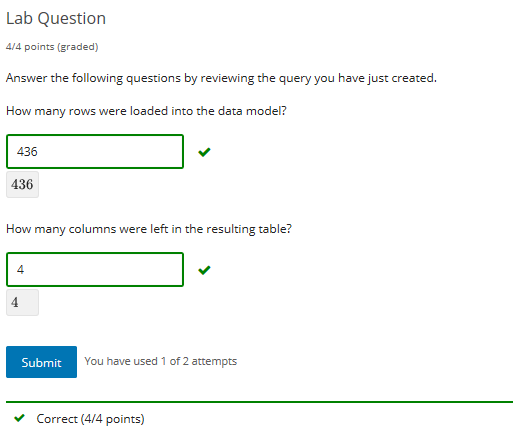 Lab Question
4/4 points (graded)
Answer the following questions by reviewing the query you have just created.
How many rows were loaded into the data model?
436
436
How many columns were left in the resulting table?
4
4
Submit You have used 1 of 2 attempts
Correct (4/4 points)